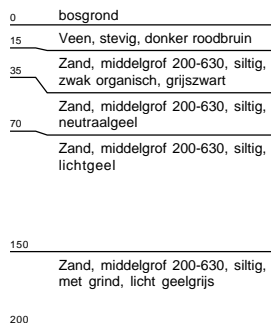 0 bosgrond
15 Veen, stevig, donker roodbruin
35 Zand, middelgrof 200-630, siltig,
zwak organisch, grijszwart
Zand, middelgrof 200-630, siltig,
70 neutraalgeel
Zand, middelgrof 200-630, siltig,
lichtgeel
150
Zand, middelgrof 200-630, siltig,
met grind, licht geelgrijs
200